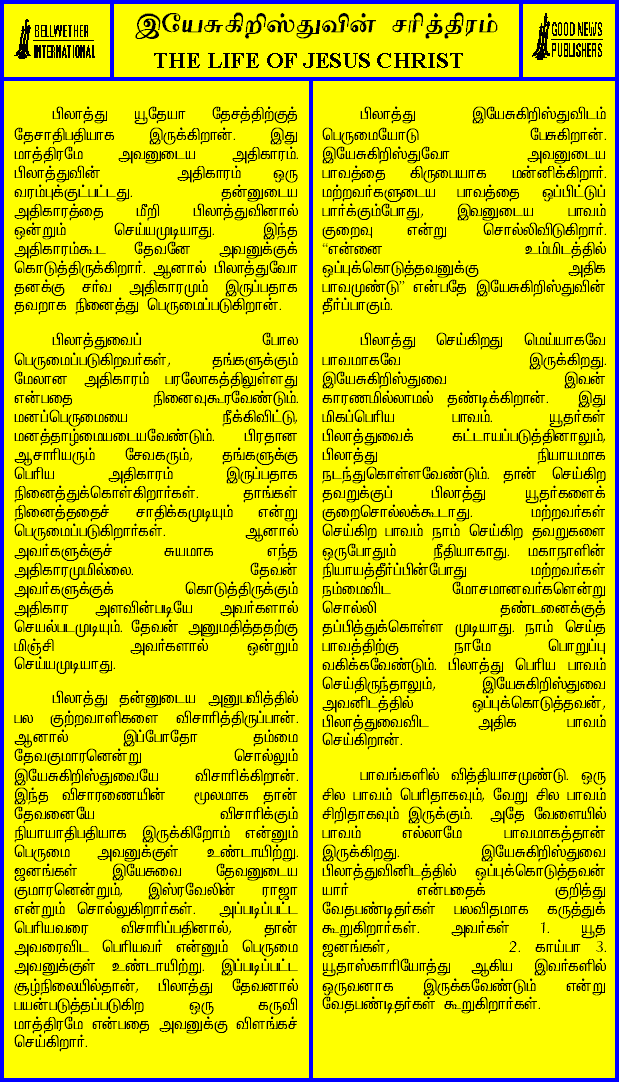 BELLWETHER
INTERNATIONAL
இயேசுகிறிஸ்துவின் சரித்திரம்
THE LIFE OF JESUS CHRIST
GOOD NEWS
PUBLISHERS
பிலாத்து யூதேயா தேசத்திற்குத்
தேசாதிபதியாக இருக்கிறான். இது
மாத்திரமே அவனுடைய அதிகாரம்.
பிலாத்துவின் அதிகாரம் ஒரு
வரம்புக்குட்பட்டது. தன்னுடைய
அதிகாரத்தை மீறி பிலாத்துவினால்
ஒன்றும் செய்யமுடியாது. இந்த
அதிகாரம்கூட தேவனே அவனுக்குக்
கொடுத்திருக்கிறார். ஆனால் பிலாத்துவோ
தனக்கு சர்வ அதிகாரமும் இருப்பதாக
தவறாக நினைத்து பெருமைப்படுகிறான்.
பிலாத்துவைப் போல
பெருமைப்படுகிறவர்கள், தங்களுக்கும்
மேலான அதிகாரம் பரலோகத்திலுள்ளது
என்பதை நினைவுகூரவேண்டும்.
மனப்பெருமையை நீக்கிவிட்டு,
மனத்தாழ்மையடையவேண்டும். பிரதான
ஆசாரியரும் சேவகரும், தங்களுக்கு
பெரிய அதிகாரம் இருப்பதாக
நினைத்துக்கொள்கிறார்கள். தாங்கள்
நினைத்ததைச் சாதிக்கமுடியும் என்று
பெருமைப்படுகிறார்கள். ஆனால்
அவர்களுக்குச் சுயமாக எந்த
அதிகாரமுமில்லை. தேவன்
அவர்களுக்குக் கொடுத்திருக்கும்
அதிகார அளவின்படியே அவர்களால்
செயல்படமுடியும். தேவன் அனுமதித்ததற்கு
மிஞ்சி அவர்களால் ஒன்றும்
செய்யமுடியாது.
பிலாத்து தன்னுடைய அனுபவித்தில்
பல குற்றவாளிகளை விசாரித்திருப்பான்.
ஆனால் இப்போதோ தம்மை
தேவகுமாரனென்று சொல்லும்
இயேசுகிறிஸ்துவையே விசாரிக்கிறான்.
இந்த விசாரணையின் மூலமாக தான்
தேவனையே விசாரிக்கும்
நியாயாதிபதியாக இருக்கிறோம் என்னும்
பெருமை அவனுக்குள் உண்டாயிற்று.
ஜனங்கள் இயேசுவை தேவனுடைய
குமாரனென்றும், இஸ்ரவேலின் ராஜா
என்றும் சொல்லுகிறார்கள். அப்படிப்பட்ட
பெரியவரை விசாரிப்பதினால், தான்
அவரைவிட பெரியவர் என்னும் பெருமை
அவனுக்குள் உண்டாயிற்று. இப்படிப்பட்ட
சூழ்நிலையில்தான், பிலாத்து தேவனால்
பயன்படுத்தப்படுகிற ஒரு கருவி
மாத்திரமே என்பதை அவனுக்கு விளங்கச்
செய்கிறார்.
பிலாத்து இயேசுகிறிஸ்துவிடம்
பெருமையோடு பேசுகிறான்.
இயேசுகிறிஸ்துவோ அவனுடைய
பாவத்தை கிருபையாக மன்னிக்கிறார்.
மற்றவர்களுடைய பாவத்தை ஒப்பிட்டுப்
பார்க்கும்போது, இவனுடைய பாவம்
குறைவு என்று சொல்லிவிடுகிறார்.
“என்னை உம்மிடத்தில்
ஒப்புக்கொடுத்தவனுக்கு அதிக
பாவமுண்டு” என்பதே இயேசுகிறிஸ்துவின்
தீர்ப்பாகும்.
பிலாத்து செய்கிறது மெய்யாகவே
பாவமாகவே இருக்கிறது.
இயேசுகிறிஸ்துவை இவன்
காரணமில்லாமல் தண்டிக்கிறான். இது
மிகப்பெரிய பாவம். யூதர்கள்
பிலாத்துவைக் கட்டாயப்படுத்தினாலும்,
பிலாத்து நியாயமாக
நடந்துகொள்ளவேண்டும். தான் செய்கிற
தவறுக்குப் பிலாத்து யூதர்களைக்
குறைசொல்லக்கூடாது. மற்றவர்கள்
செய்கிற பாவம் நாம் செய்கிற தவறுகளை
ஒருபோதும் நீதியாகாது. மகாநாளின்
நியாயத்தீர்ப்பின்போது மற்றவர்கள்
நம்மைவிட மோசமானவர்களென்று
சொல்லி தண்டனைக்குத்
தப்பித்துக்கொள்ள முடியாது. நாம் செய்த
பாவத்திற்கு நாமே பொறுப்பு
வகிக்கவேண்டும். பிலாத்து பெரிய பாவம்
செய்திருந்தாலும், இயேசுகிறிஸ்துவை
அவனிடத்தில் ஒப்புக்கொடுத்தவன்,
பிலாத்துவைவிட அதிக பாவம்
செய்கிறான்.
பாவங்களில் வித்தியாசமுண்டு. ஒரு
சில பாவம் பெரிதாகவும், வேறு சில பாவம்
சிறிதாகவும் இருக்கும். அதே வேளையில்
பாவம் எல்லாமே பாவமாகத்தான்
இருக்கிறது. இயேசுகிறிஸ்துவை
பிலாத்துவினிடத்தில் ஒப்புக்கொடுத்தவன்
யார் என்பதைக் குறித்து
வேதபண்டிதர்கள் பலவிதமாக கருத்துக்
கூறுகிறார்கள். அவர்கள் 1. யூத
ஜனங்கள், 2. காய்பா 3.
யூதாஸ்காரியோத்து ஆகிய இவர்களில்
ஒருவனாக இருக்கவேண்டும் என்று
வேதபண்டிதர்கள் கூறுகிறார்கள்.